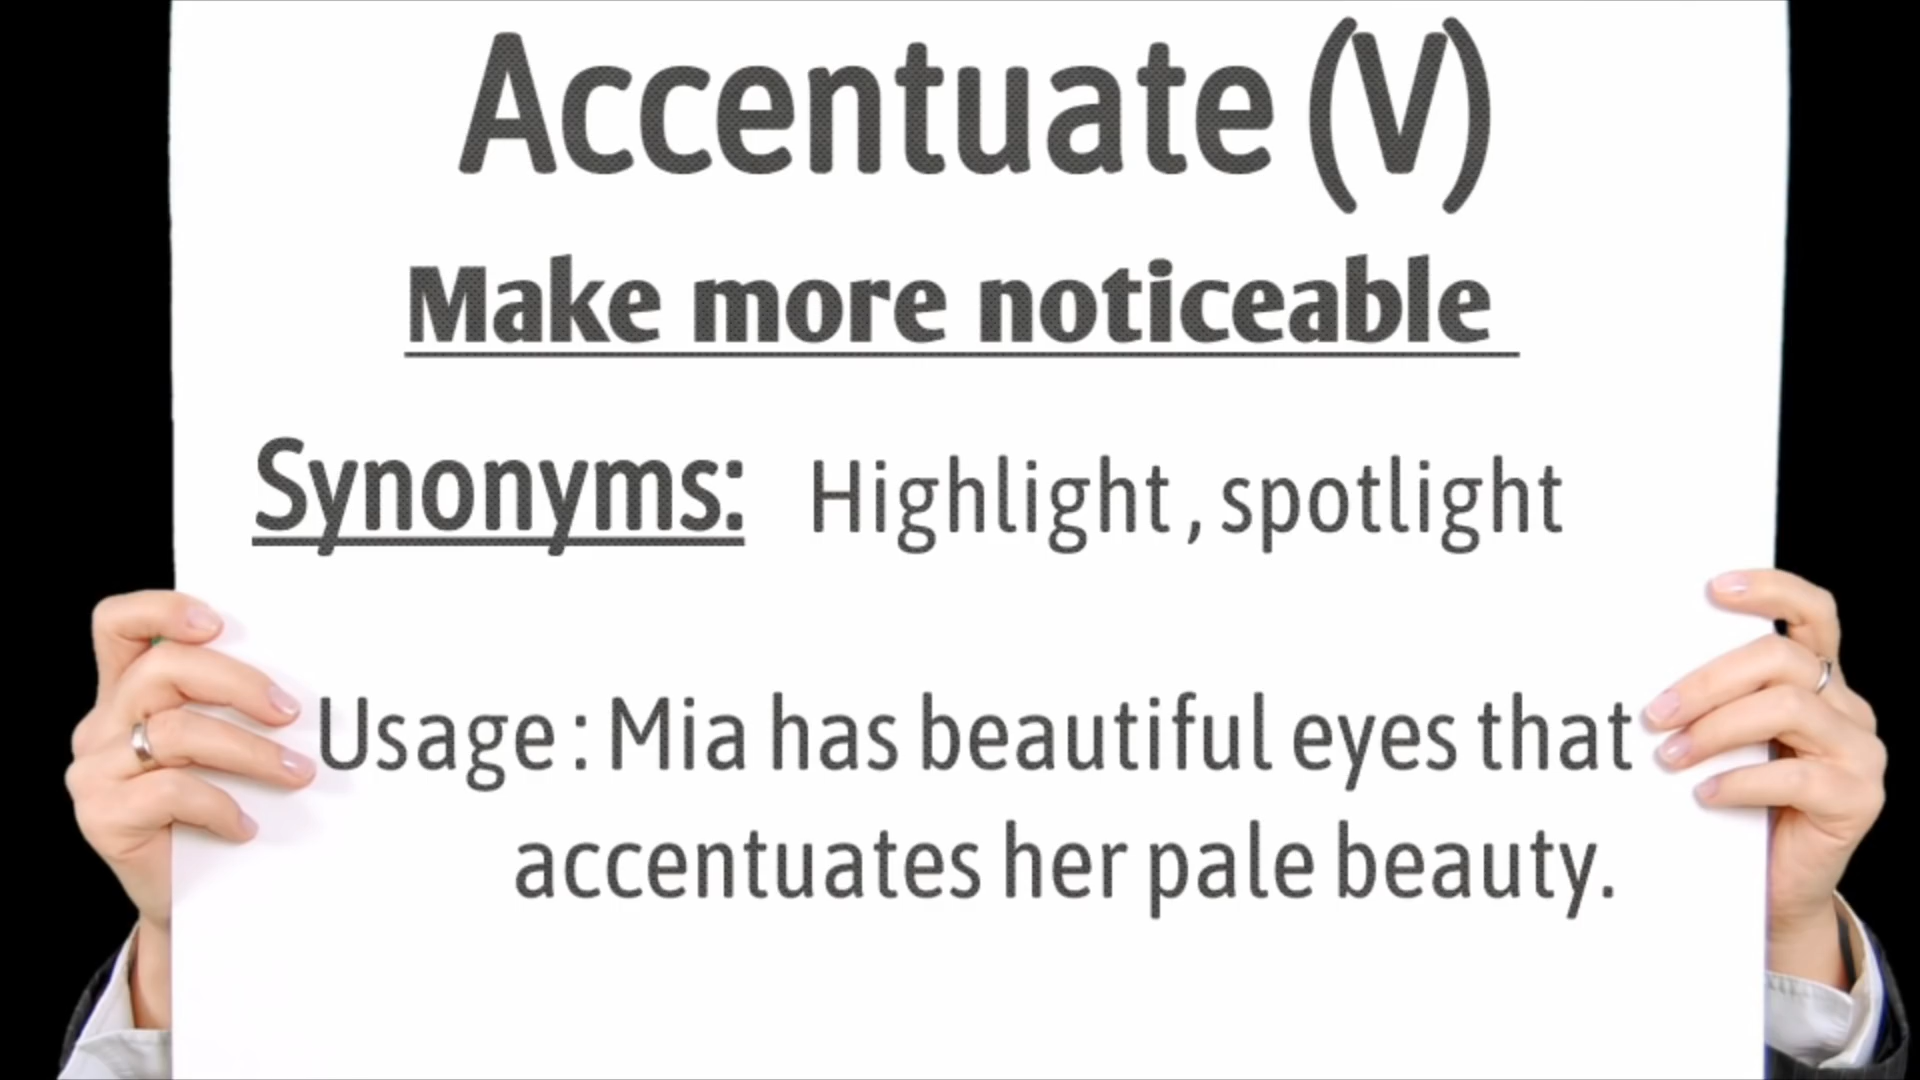 Accentuate (V)
Make more noticeable
Synonyms: Highlight , spotlight
Usage : Mia has beautiful eyes that
accentuates her pale beauty.